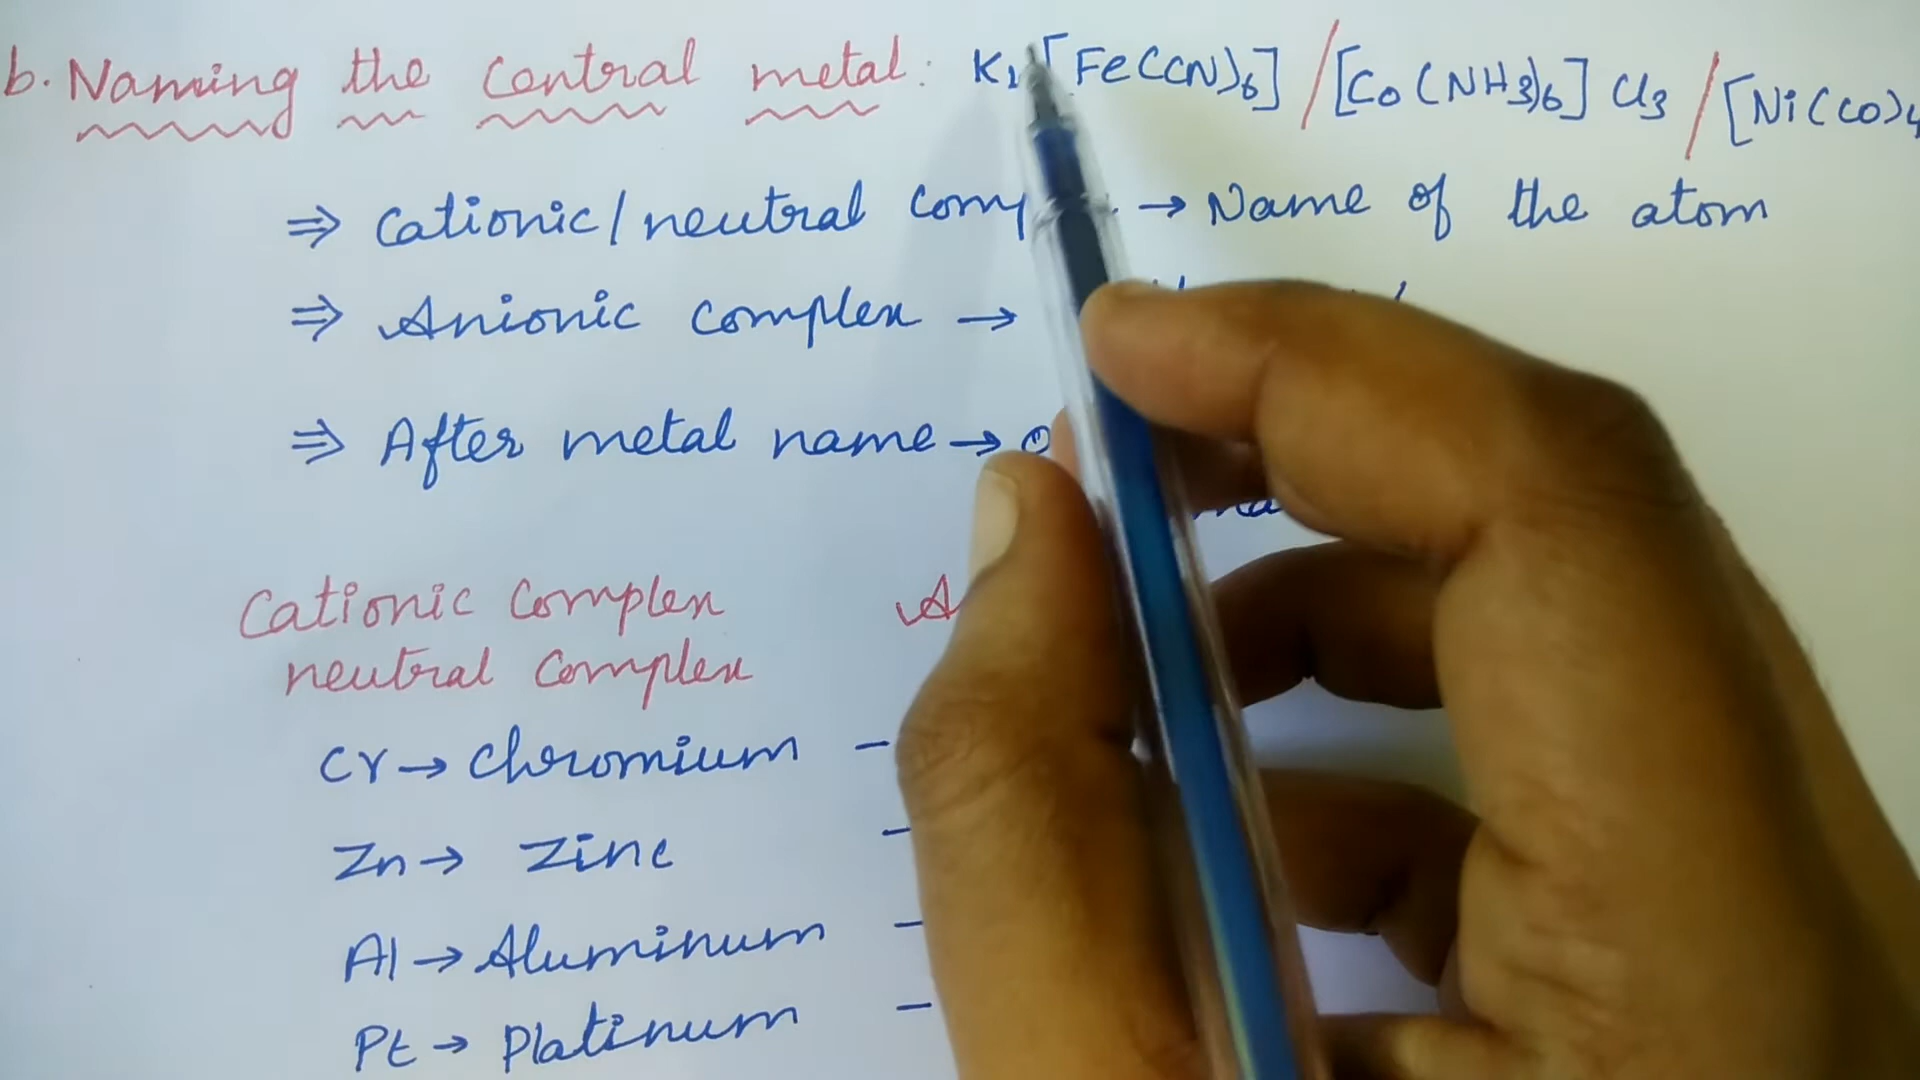 b. Naming the central metal: K [Fe(CN)6] / [Co(NH3)6] Cl3 / [Ni(CO)4
⇒ Cationic/neutral → Name of the atom
⇒ Anionic complex →
⇒ After metal name →
Cationic complex
neutral complex
Cr → Chromium –
Zn → Zinc –
Al → Aluminum –
Pt → Platinum –